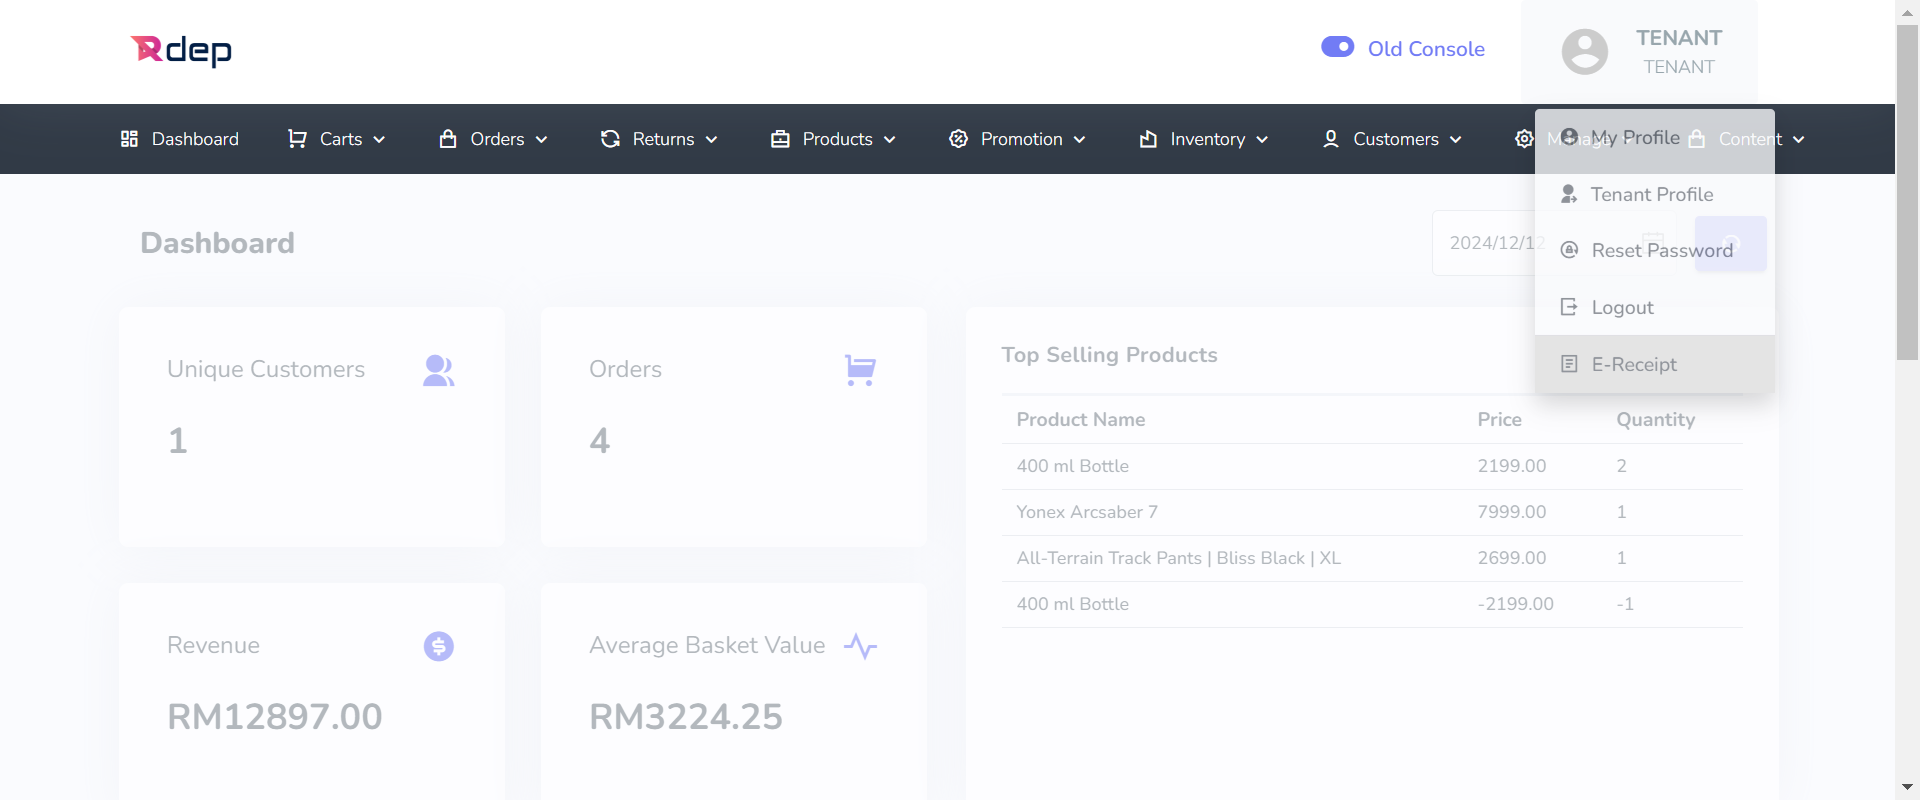 Rdep
Old Console
TENANT
TENANT
Dashboard
Carts
Orders
Returns
Products
Promotion
Inventory
Customers
Manage
Content
My Profile
Tenant Profile
Reset Password
Logout
E-Receipt
Dashboard
2024/12/12
Unique Customers
1
Orders
4
Revenue
RM12897.00
Average Basket Value
RM3224.25
Top Selling Products
Product Name Price Quantity
400 ml Bottle 2199.00 2
Yonex Arcsaber 7 7999.00 1
All-Terrain Track Pants | Bliss Black | XL 2699.00 1
400 ml Bottle -2199.00 -1